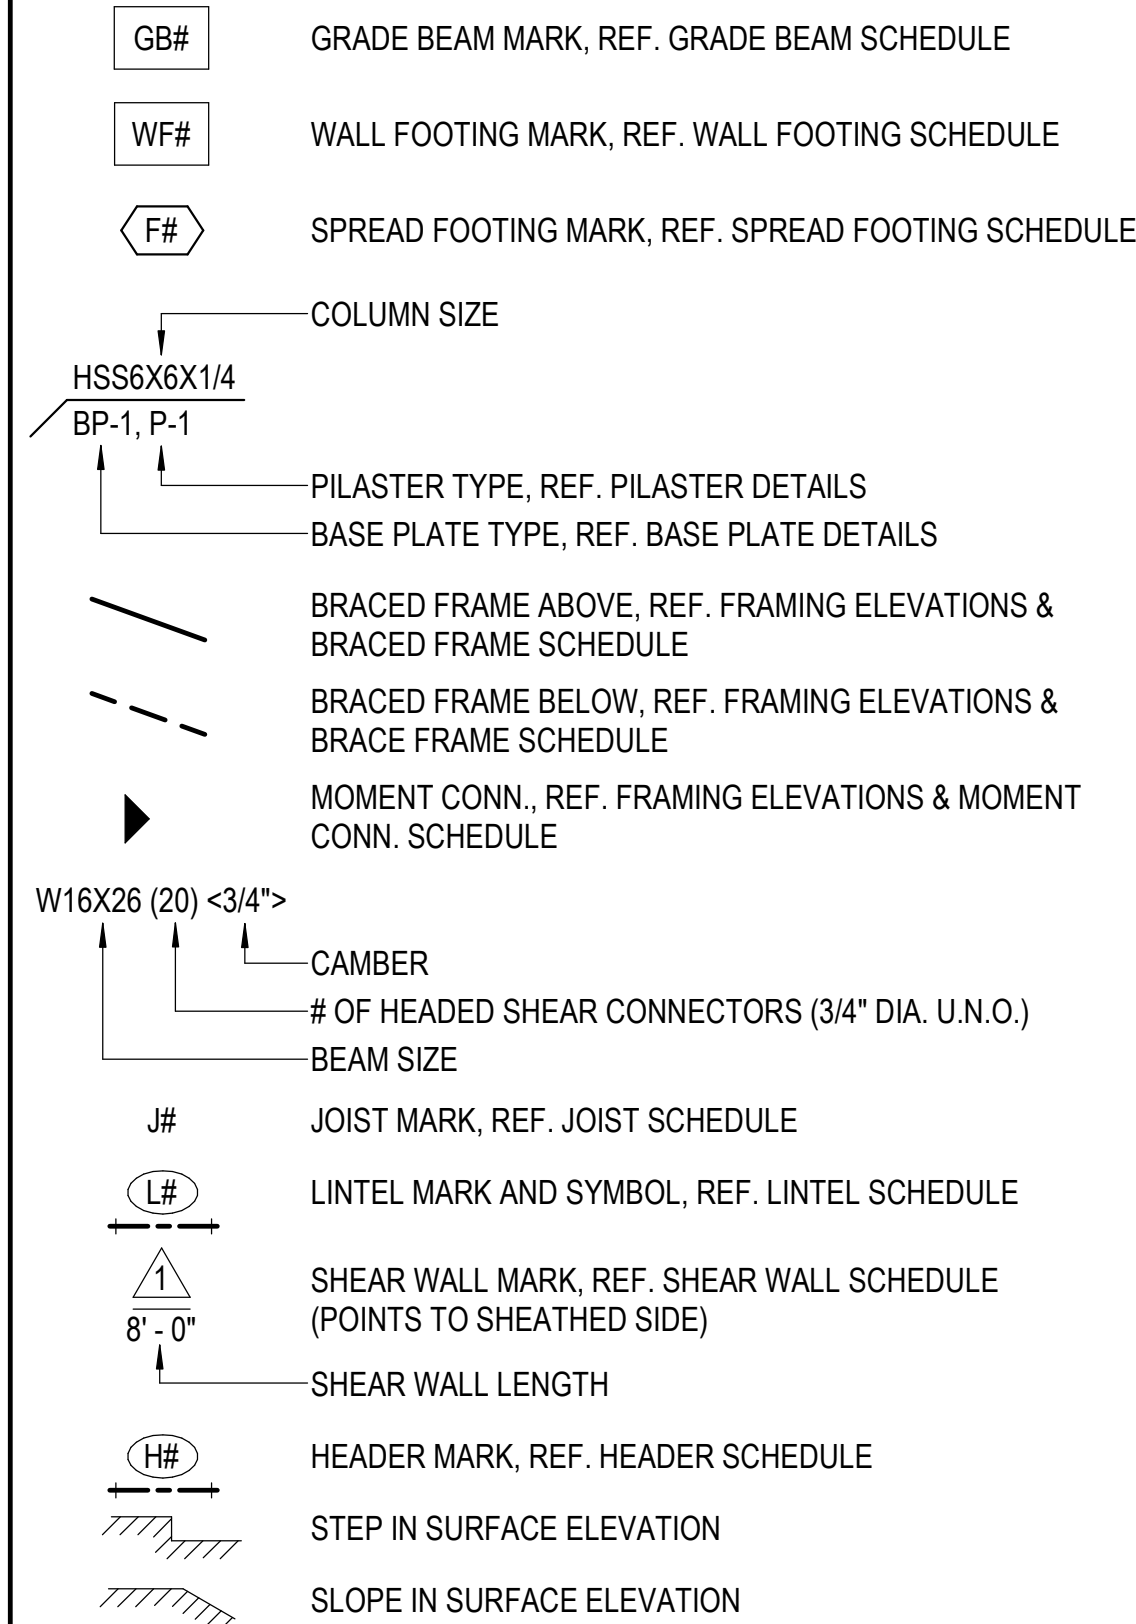 GB# GRADE BEAM MARK, REF. GRADE BEAM SCHEDULE
WF# WALL FOOTING MARK, REF. WALL FOOTING SCHEDULE
F# SPREAD FOOTING MARK, REF. SPREAD FOOTING SCHEDULE
COLUMN SIZE
HSS6X6X1/4
BP-1, P-1
PILASTER TYPE, REF. PILASTER DETAILS
BASE PLATE TYPE, REF. BASE PLATE DETAILS
BRACED FRAME ABOVE, REF. FRAMING ELEVATIONS &
BRACED FRAME SCHEDULE
BRACED FRAME BELOW, REF. FRAMING ELEVATIONS &
BRACE FRAME SCHEDULE
MOMENT CONN., REF. FRAMING ELEVATIONS & MOMENT
CONN. SCHEDULE
W16X26 (20) <3/4">
CAMBER
# OF HEADED SHEAR CONNECTORS (3/4" DIA. U.N.O.)
BEAM SIZE
J# JOIST MARK, REF. JOIST SCHEDULE
L# LINTEL MARK AND SYMBOL, REF. LINTEL SCHEDULE
1 SHEAR WALL MARK, REF. SHEAR WALL SCHEDULE
8' - 0" (POINTS TO SHEATHED SIDE)
SHEAR WALL LENGTH
H# HEADER MARK, REF. HEADER SCHEDULE
STEP IN SURFACE ELEVATION
SLOPE IN SURFACE ELEVATION